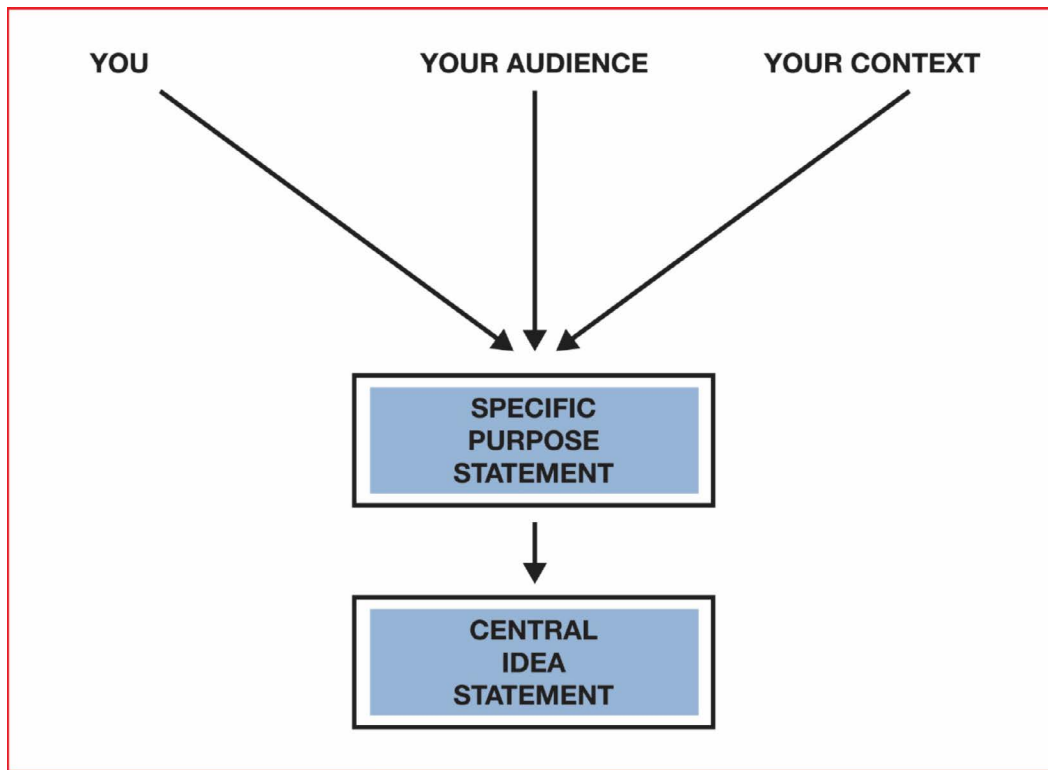 YOU
YOUR AUDIENCE
YOUR CONTEXT
SPECIFIC
PURPOSE
STATEMENT
CENTRAL
IDEA
STATEMENT